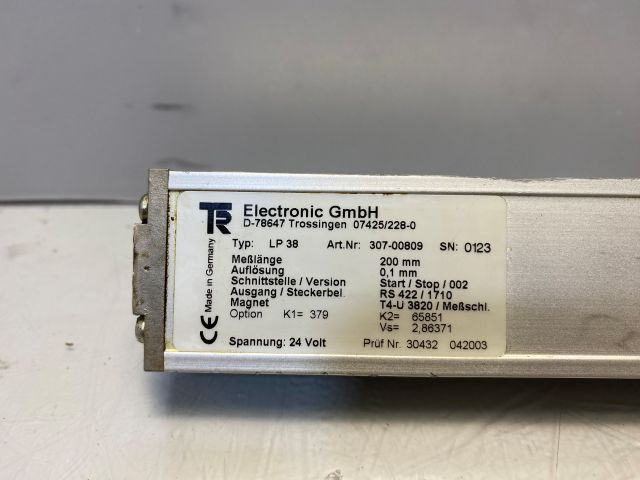 TR Electronic GmbH
D-78647 Trossingen 07425/228-0
Typ: LP 38 Art.Nr: 307-00809 SN: 0123
Meßlänge 200 mm
Auflösung 0,1 mm
Schnittstelle / Version Start / Stop / 002
Ausgang / Steckerbel. RS 422 / 1710
Magnet T4-U 3820 / Meßschl.
Option K1= 379 K2= 65851
Vs= 2,86371
Spannung: 24 Volt Prüf Nr. 30432 042003
CE Made in Germany